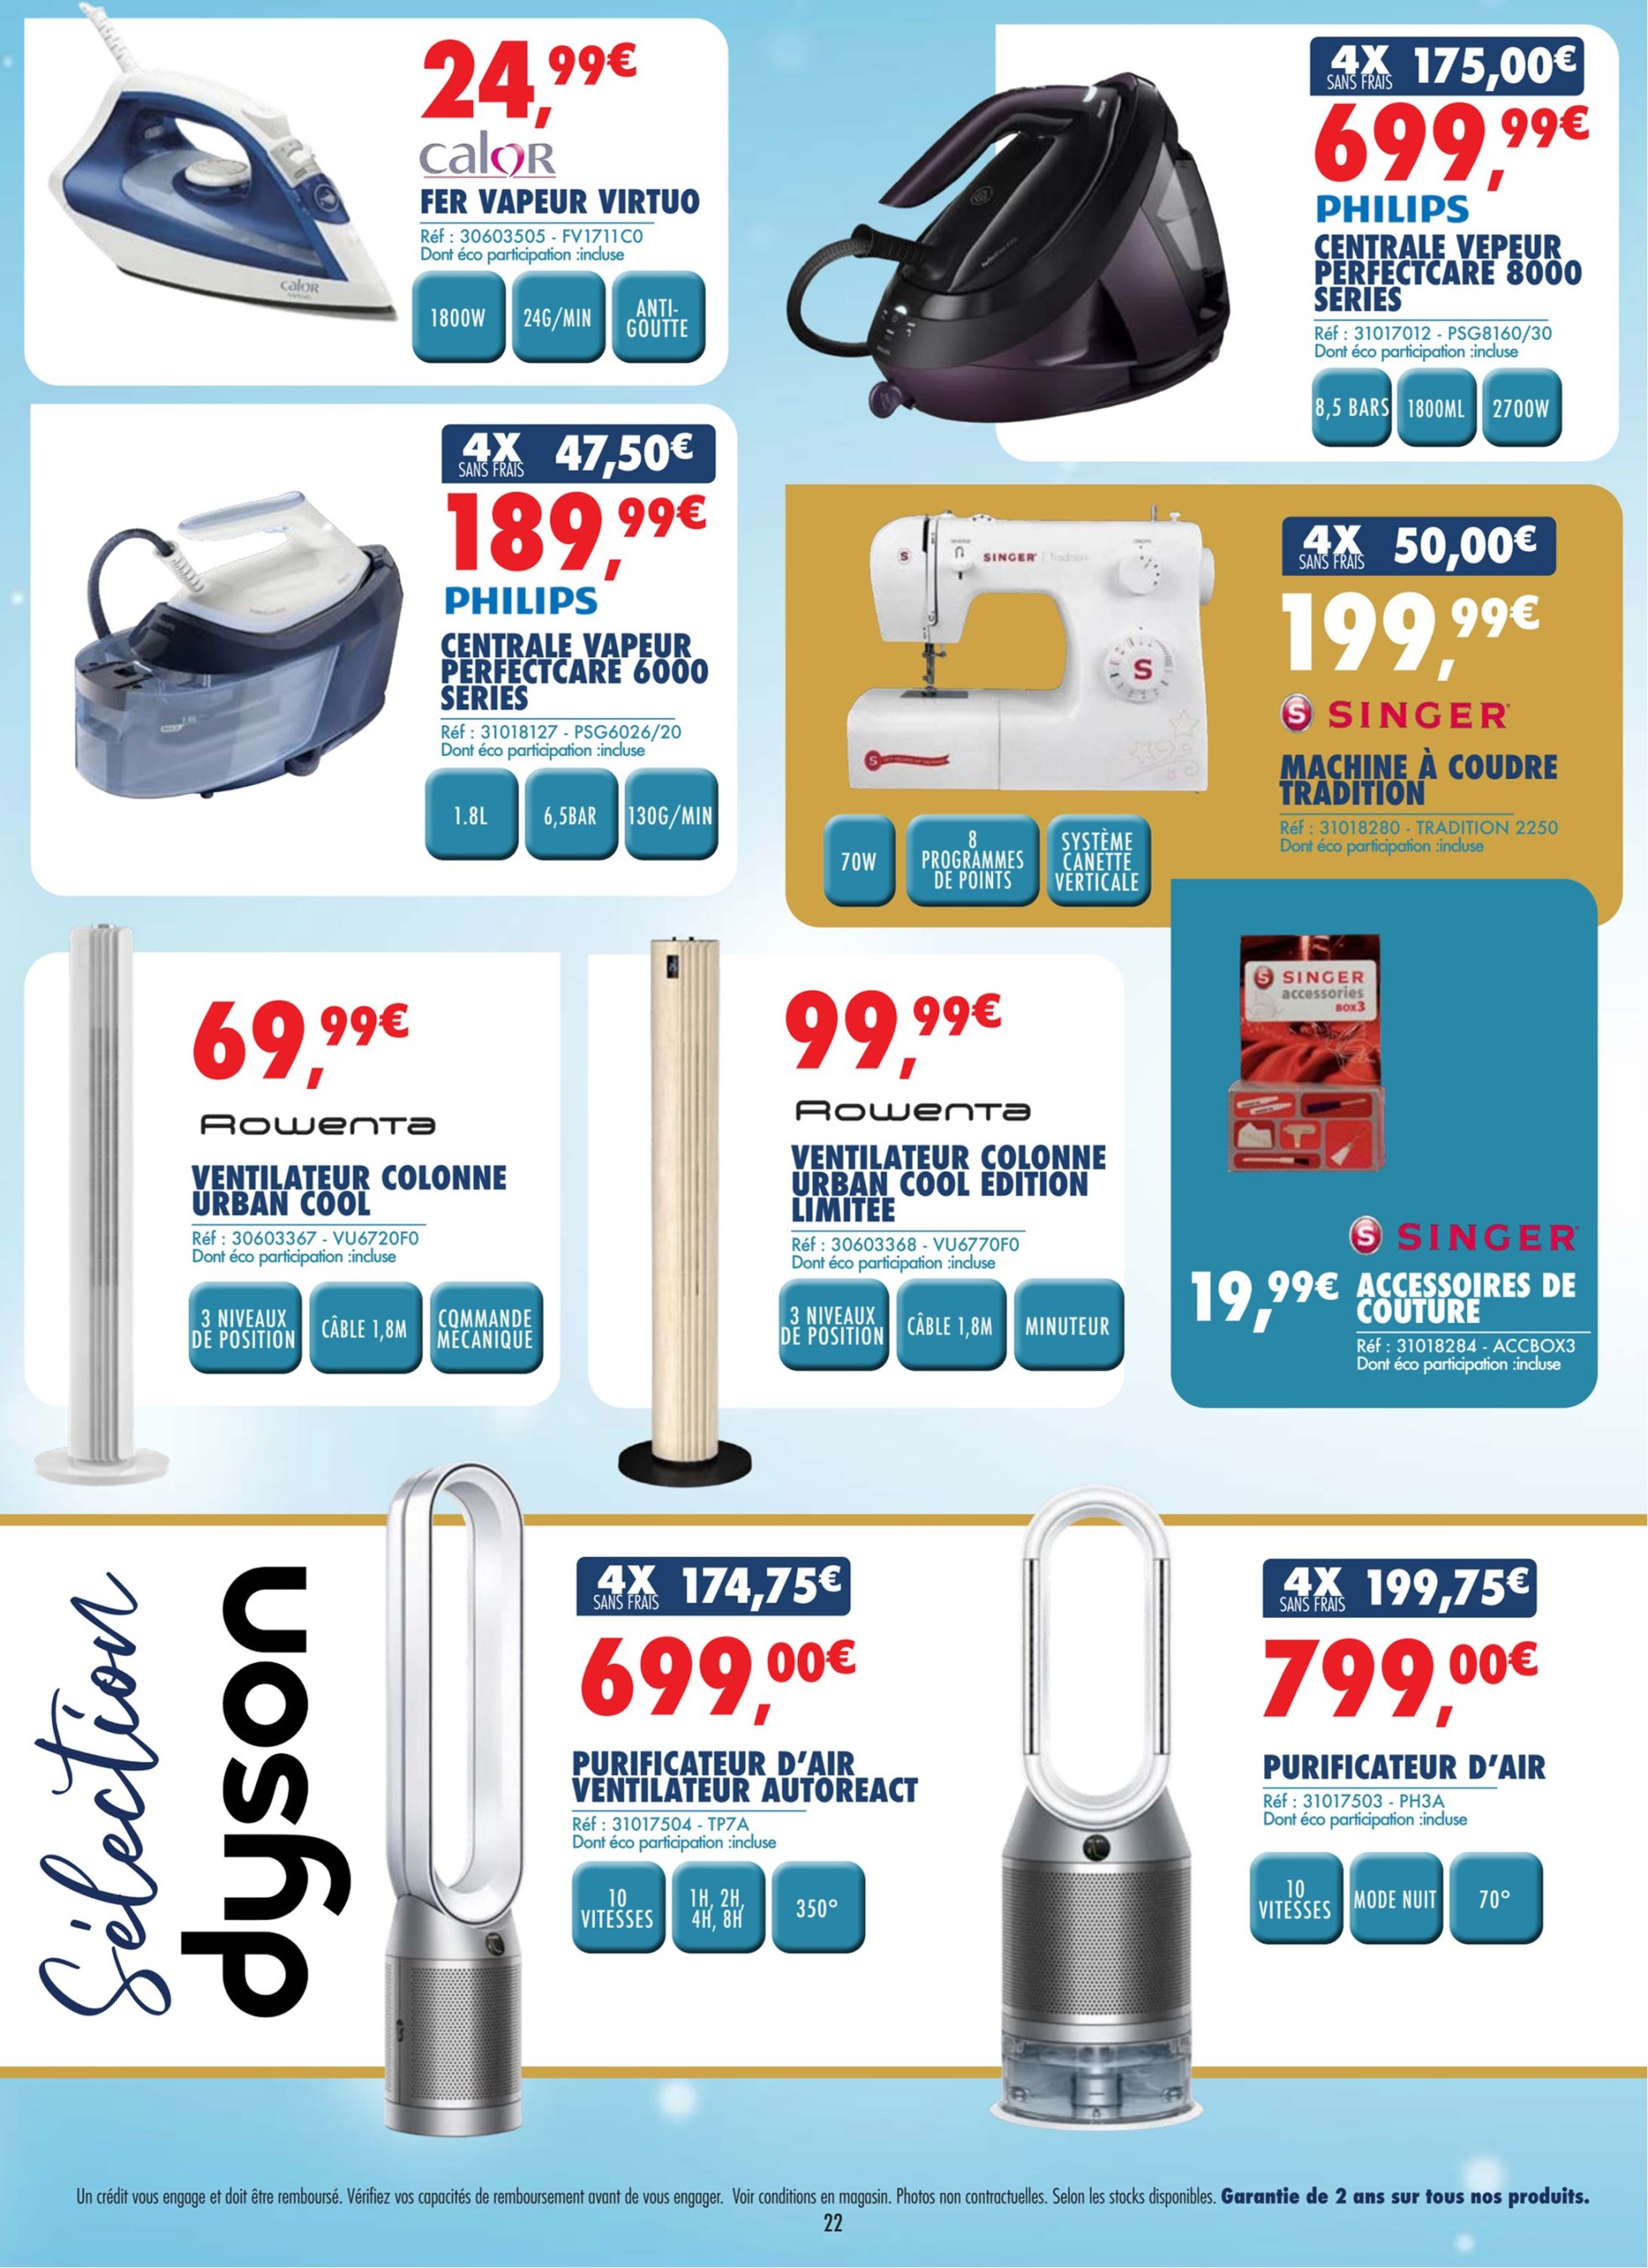 24,99€
calor
FER VAPEUR VIRTUO
Réf : 30603505 - FV1711C0
Dont éco participation :incluse
1800W
24G/MIN
ANTI-
GOUTTE
calor
4X SANS FRAIS 175,00€
699,99€
PHILIPS
CENTRALE VEPEUR
PERFECTCARE 8000
SERIES
Réf : 31017012 - PSG8160/30
Dont éco participation :incluse
8,5 BARS
1800ML
2700W
4X SANS FRAIS 47,50€
189,99€
PHILIPS
CENTRALE VAPEUR
PERFECTCARE 6000
SERIES
Réf : 31018127 - PSG6026/20
Dont éco participation :incluse
1.8L
6,5BAR
130G/MIN
SINGER Tradition
S
S
4X SANS FRAIS 50,00€
199,99€
S SINGER
MACHINE À COUDRE
TRADITION
Réf : 31018280 - TRADITION 2250
Dont éco participation :incluse
70W
8
PROGRAMMES
DE POINTS
SYSTÈME
CANETTE
VERTICALE
69,99€
Rowenta
VENTILATEUR COLONNE
URBAN COOL
Réf : 30603367 - VU6720F0
Dont éco participation :incluse
3 NIVEAUX
DE POSITION
CÂBLE 1,8M
COMMANDE
MÉCANIQUE
99,99€
Rowenta
VENTILATEUR COLONNE
URBAN COOL EDITION
LIMITÉE
Réf : 30603368 - VU6770F0
Dont éco participation :incluse
3 NIVEAUX
DE POSITION
CÂBLE 1,8M
MINUTEUR
S SINGER
accessories
BOX3
S SINGER
19,99€
ACCESSOIRES DE
COUTURE
Réf : 31018284 - ACCBOX3
Dont éco participation :incluse
Sélection
dyson
4X SANS FRAIS 174,75€
699,00€
PURIFICATEUR D'AIR
VENTILATEUR AUTOREACT
Réf : 31017504 - TP7A
Dont éco participation :incluse
10
VITESSES
1H, 2H,
4H, 8H
350°
4X SANS FRAIS 199,75€
799,00€
PURIFICATEUR D'AIR
Réf : 31017503 - PH3A
Dont éco participation :incluse
10
VITESSES
MODE NUIT
70°
Un crédit vous engage et doit être remboursé. Vérifiez vos capacités de remboursement avant de vous engager. Voir conditions en magasin. Photos non contractuelles. Selon les stocks disponibles. Garantie de 2 ans sur tous nos produits.
22